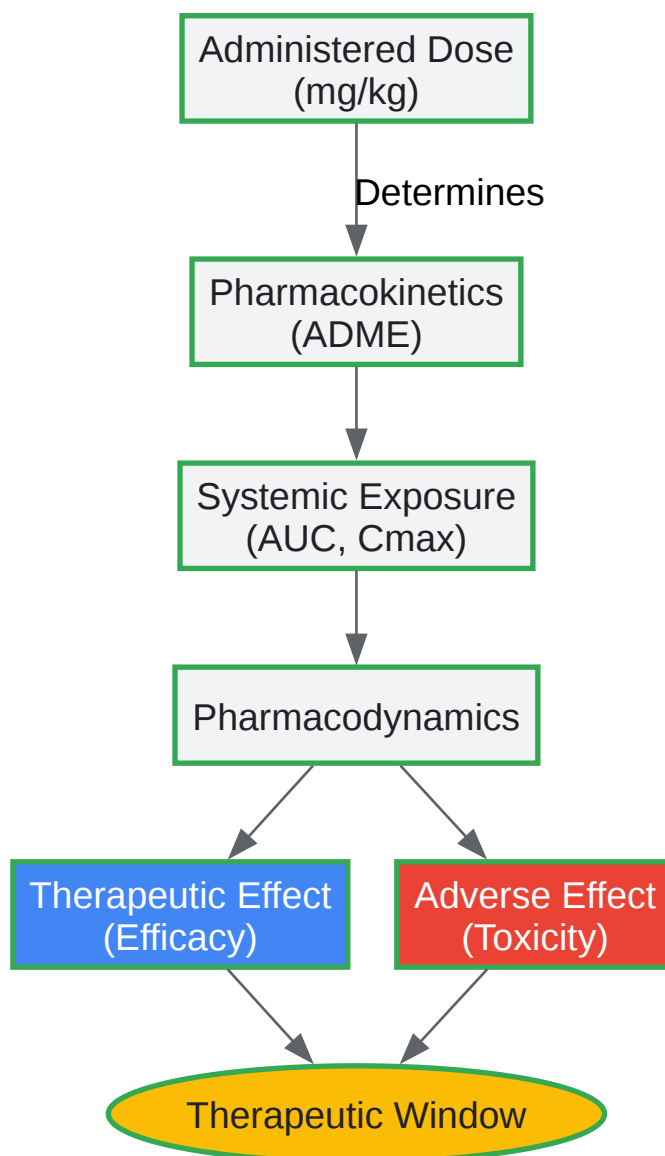 Administered Dose
(mg/kg)
Determines
Pharmacokinetics
(ADME)
Systemic Exposure
(AUC, Cmax)
Pharmacodynamics
Therapeutic Effect
(Efficacy)
Adverse Effect
(Toxicity)
Therapeutic Window